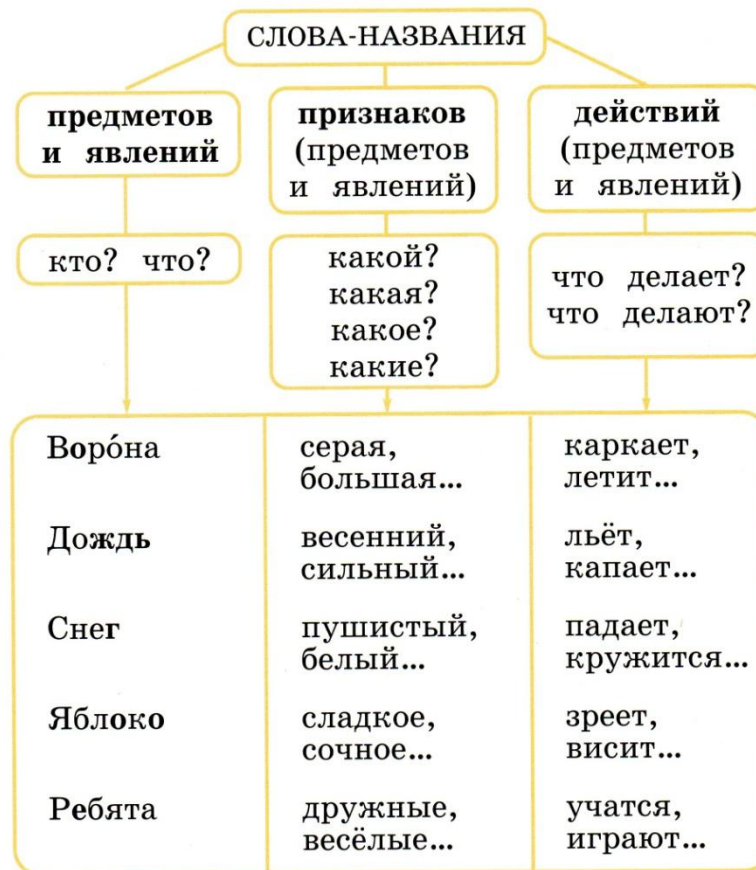 СЛОВА-НАЗВАНИЯ
предметов
и явлений
признаков
(предметов
и явлений)
действий
(предметов
и явлений)
кто? что?
какой?
какая?
какое?
какие?
что делает?
что делают?
Воро́на
серая,
большая...
каркает,
летит...
Дождь
весенний,
сильный...
льёт,
капает...
Снег
пушистый,
белый...
падает,
кружится...
Яблоко
сладкое,
сочное...
зреет,
висит...
Ребята
дружные,
весёлые...
учатся,
играют...